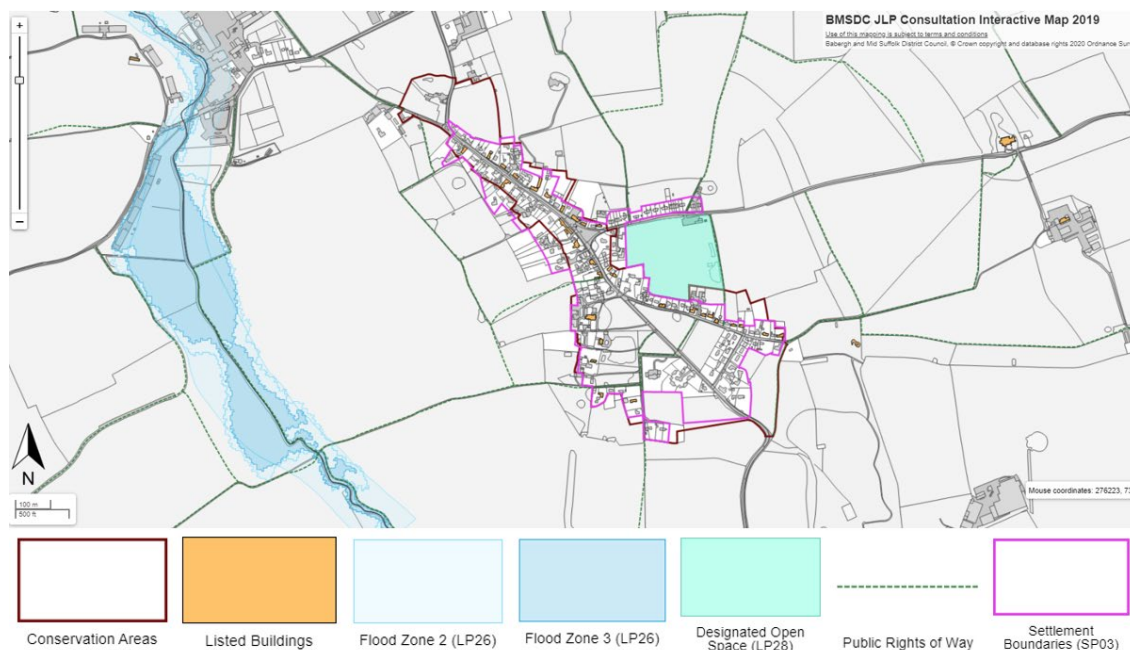 +
BMSDC JLP Consultation Interactive Map 2019
Use of this mapping is subject to terms and conditions
Babergh and Mid Suffolk District Council, © Crown copyright and database rights 2020 Ordnance Sur
−
N
100 m
500 ft
Mouse coordinates: 276223, 73
Conservation Areas
Listed Buildings
Flood Zone 2 (LP26)
Flood Zone 3 (LP26)
Designated Open
Space (LP28)
Public Rights of Way
Settlement
Boundaries (SP03)